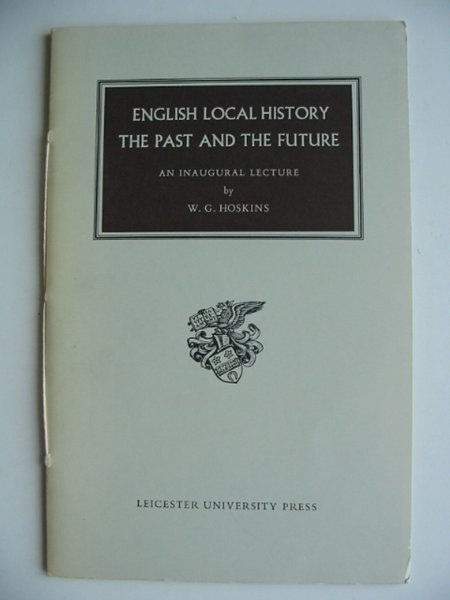 ENGLISH LOCAL HISTORY
THE PAST AND THE FUTURE
AN INAUGURAL LECTURE
by
W. G. HOSKINS
LEICESTER UNIVERSITY PRESS